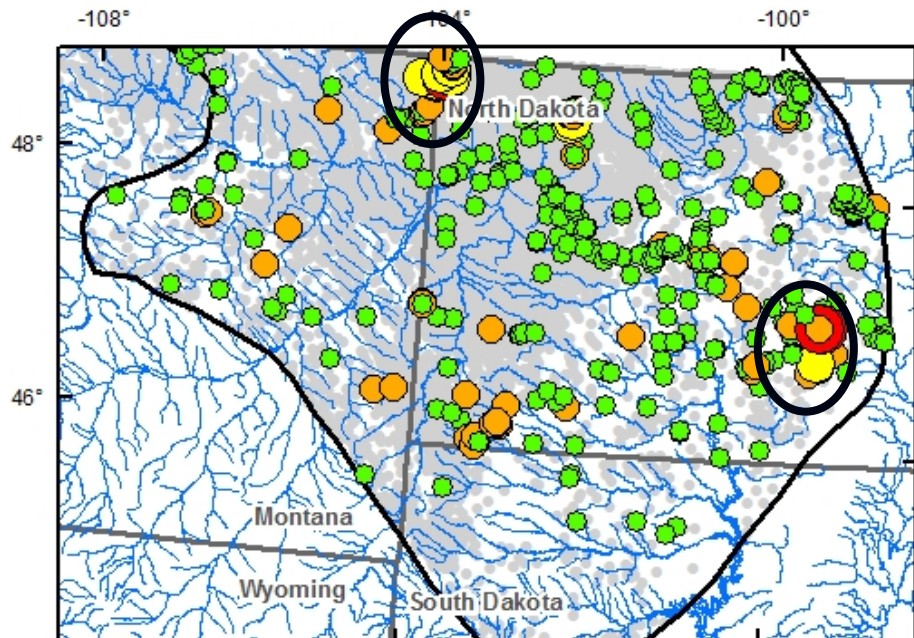 -108°
-104°
-100°
North Dakota
48°
46°
Montana
Wyoming
South Dakota